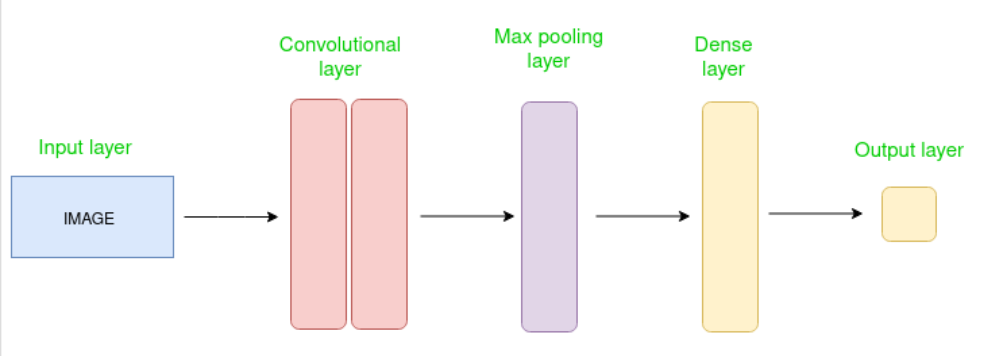 Convolutional
layer
Max pooling
layer
Dense
layer
Input layer
Output layer
IMAGE